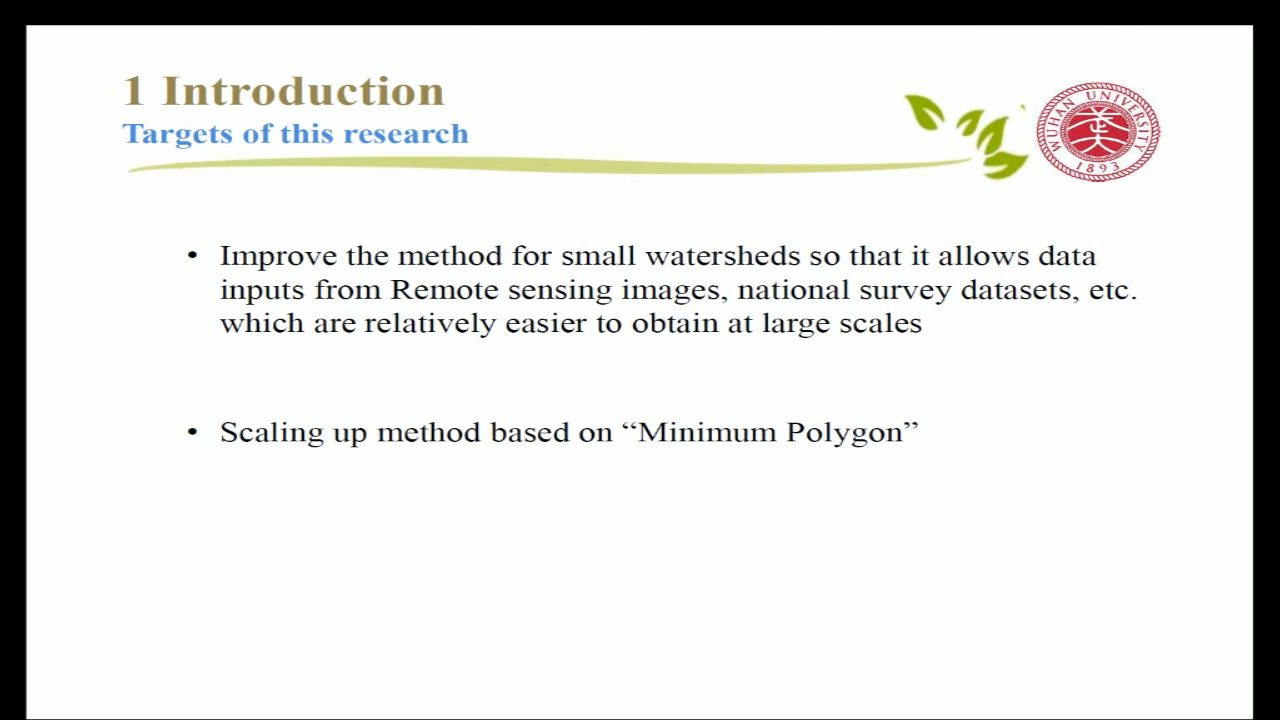 1 Introduction
Targets of this research
WUHAN UNIVERSITY
1893
• Improve the method for small watersheds so that it allows data
inputs from Remote sensing images, national survey datasets, etc.
which are relatively easier to obtain at large scales
• Scaling up method based on “Minimum Polygon”